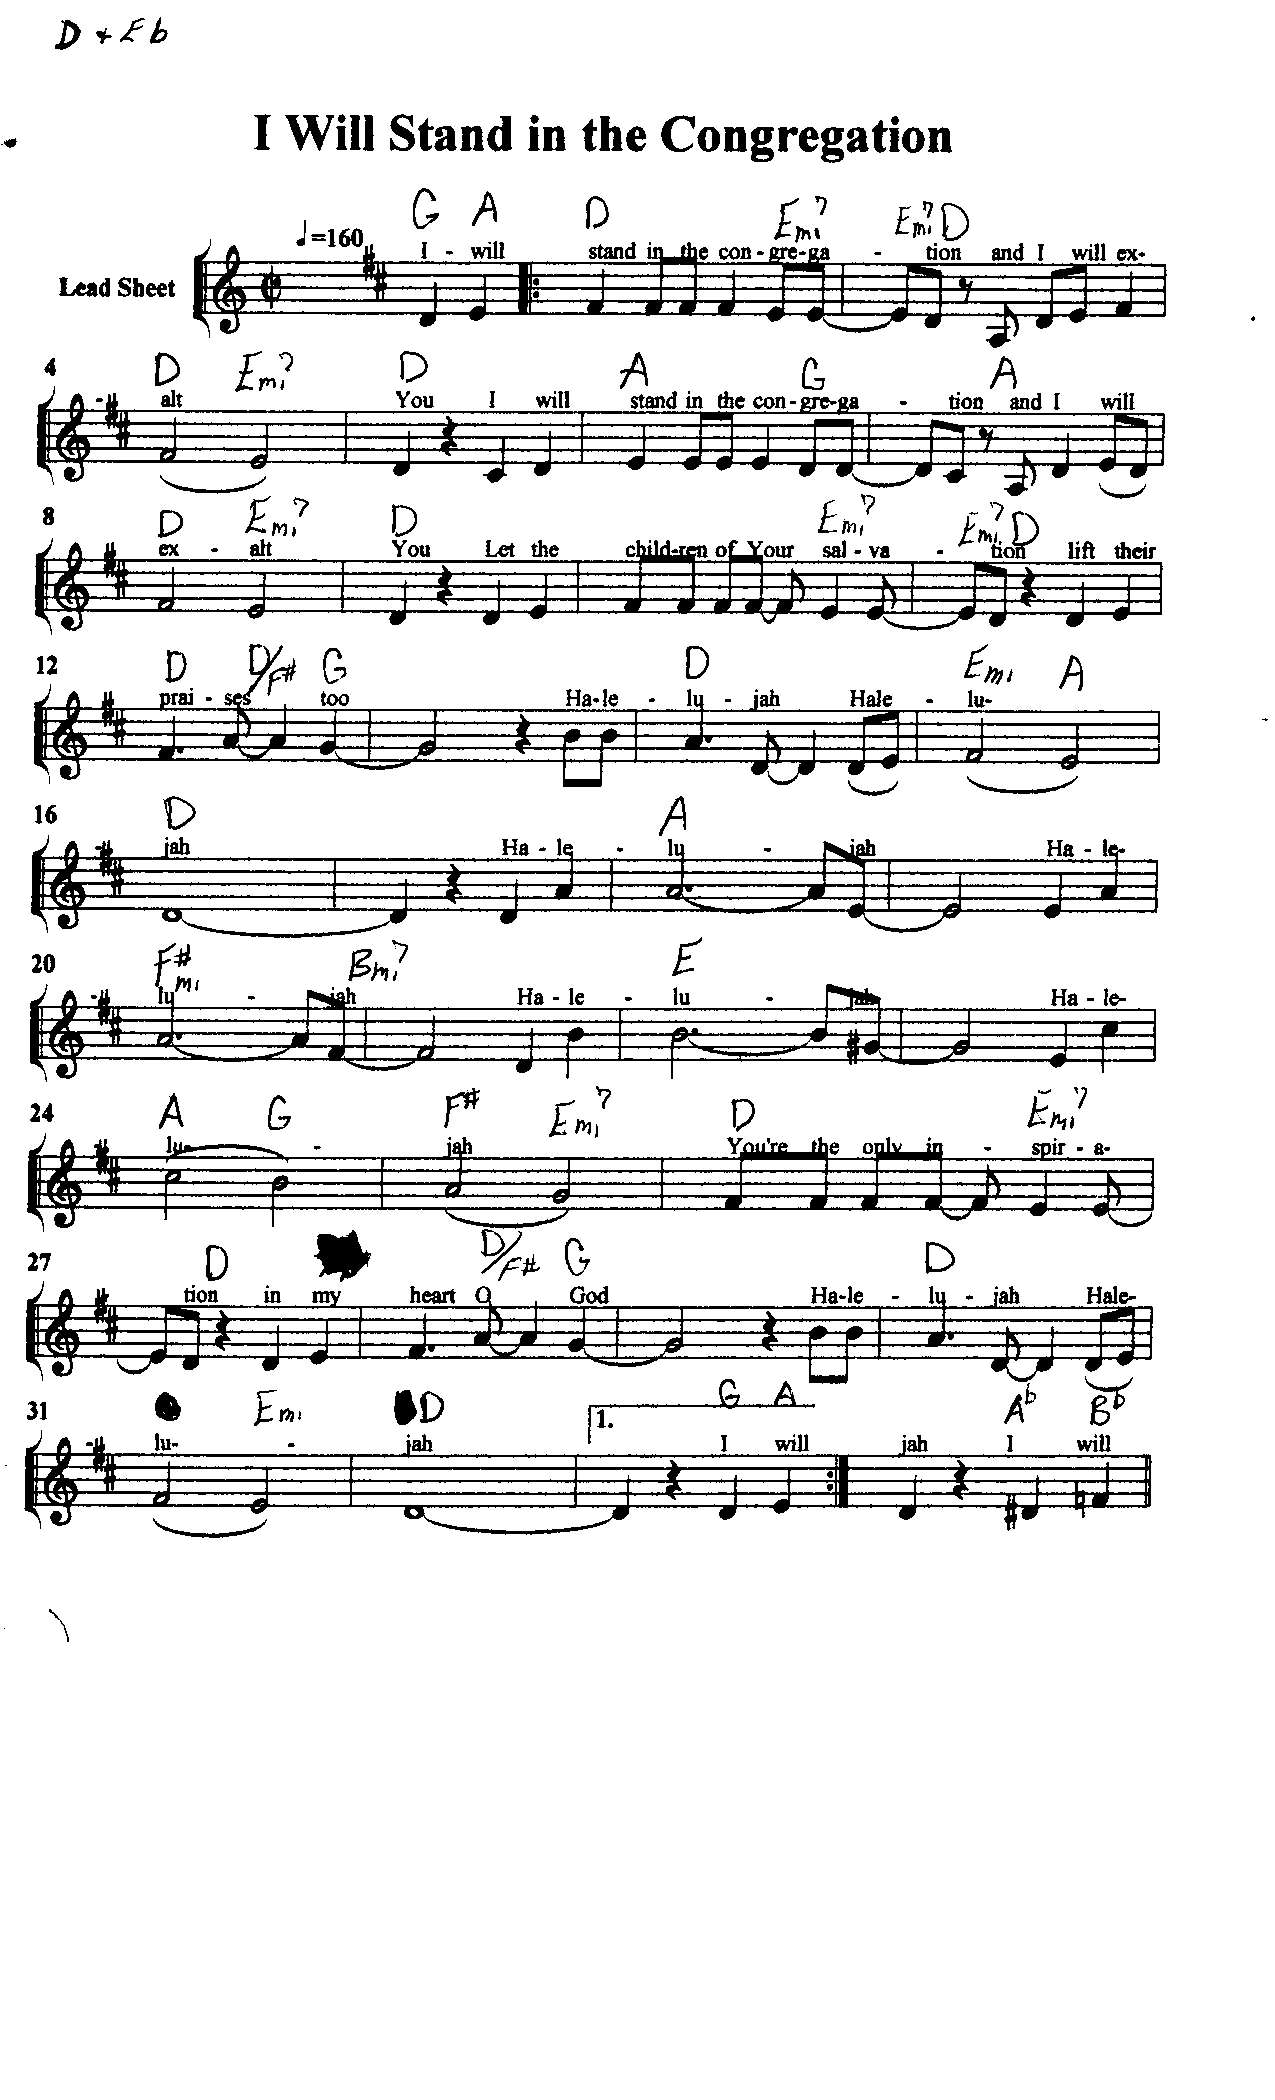 D + Eb
I Will Stand in the Congregation
G A D Emi7 Emi7 D
♩=160
I - will stand in the con - gre-ga - tion and I will ex-
Lead Sheet
4 D Emi7 D A G A
alt You I will stand in the con-gre-ga - tion and I will
8 D Emi7 D Emi7 Emi7 D
ex - alt You Let the child-ren of Your sal-va - tion lift their
12 D D/F# G D Emi A
prai - ses too Ha-le - lu - jah Hale - lu-
16 D A
jah Ha - le - lu - jah Ha - le-
20 F#mi Bmi7 E
lu - jah Ha - le - lu - jah Ha - le-
24 A G F# Emi7 D Emi7
lu- - jah You're the only in - spir - a-
27 D D/F# G D
tion in my heart O God Ha-le - lu - jah Hale-
31 Emi D G A Ab Bb
1.
lu- - jah I will jah I will